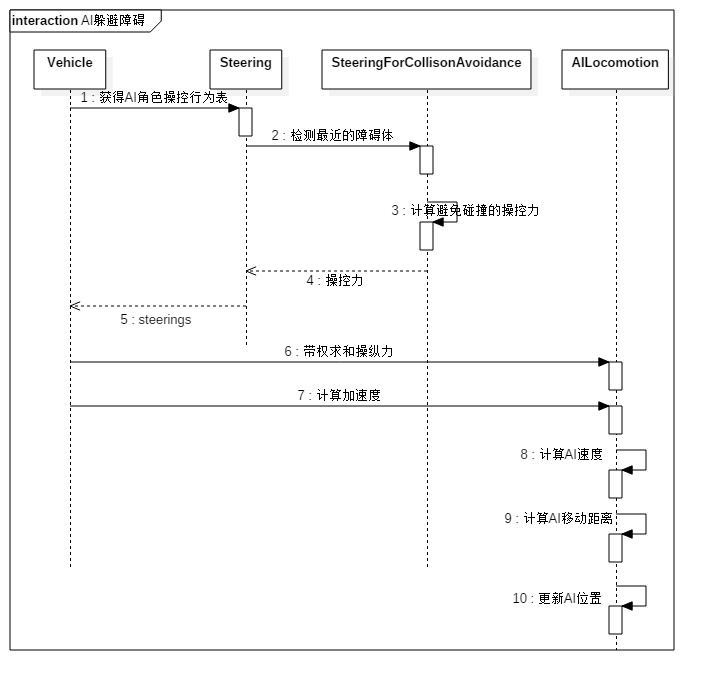 interaction AI躲避障碍
Vehicle
Steering
SteeringForCollisonAvoidance
AILocomotion
1 : 获得AI角色操控行为表
2 : 检测最近的障碍体
3 : 计算避免碰撞的操控力
4 : 操控力
5 : steerings
6 : 带权求和操纵力
7 : 计算加速度
8 : 计算AI速度
9 : 计算AI移动距离
10 : 更新AI位置